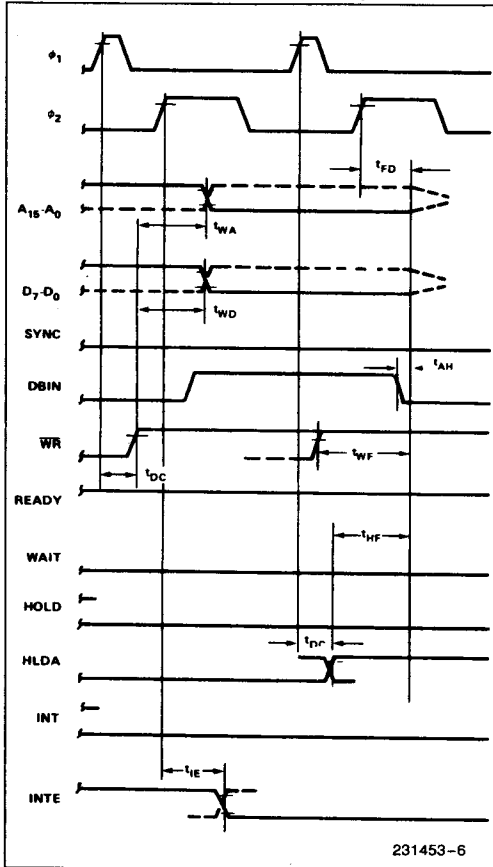 ϕ1
ϕ2
tFD
A15-A0
tWA
D7-D0
tWD
SYNC
DBIN
tAH
WR
tDC
tWF
READY
tHF
WAIT
HOLD
tDC
HLDA
INT
tIE
INTE
231453-6